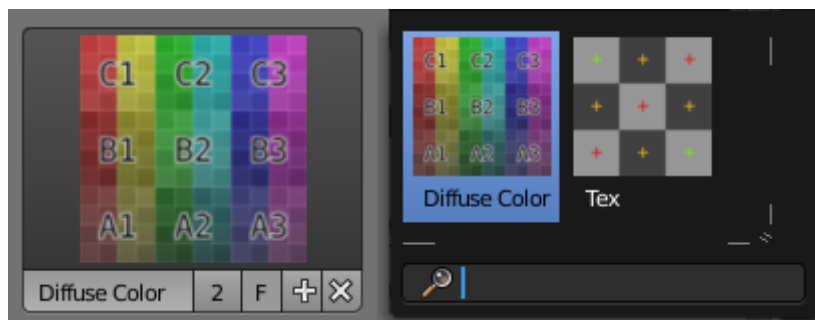 C1 C2 C3
B1 B2 B3
A1 A2 A3
Diffuse Color 2 F
C1 C2 C3
B1 B2 B3
A1 A2 A3
Diffuse Color
Tex